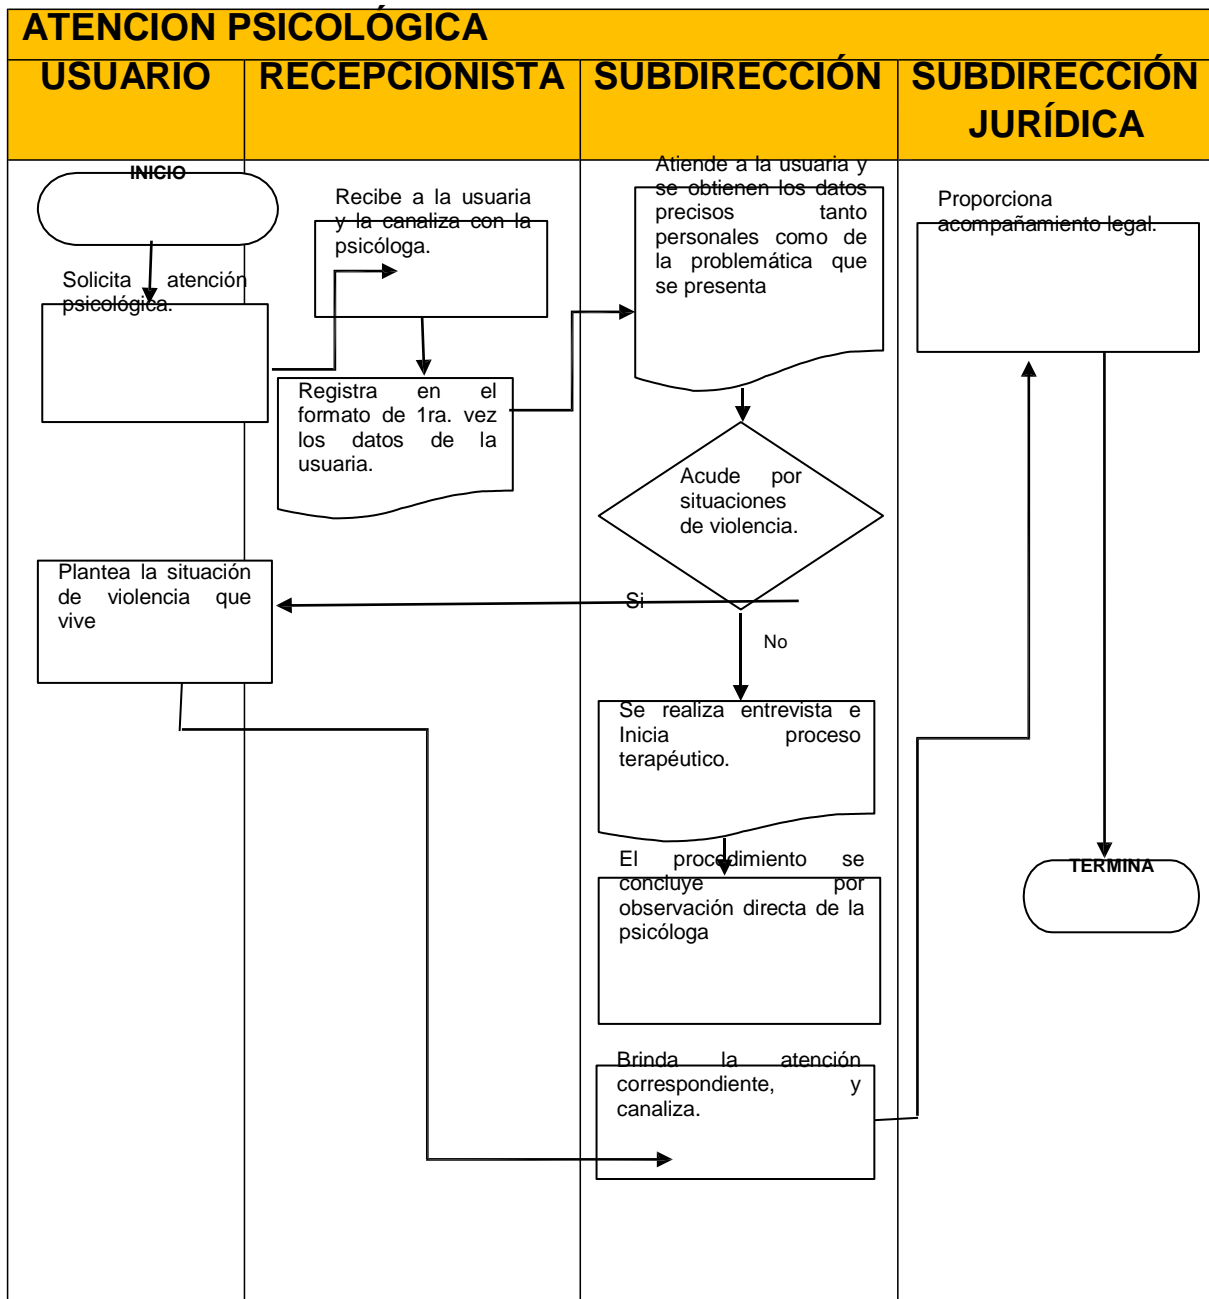 ATENCION PSICOLÓGICA
USUARIO
RECEPCIONISTA
SUBDIRECCIÓN
SUBDIRECCIÓN
JURÍDICA
INICIO
Solicita atención
psicológica.
Recibe a la usuaria
y la canaliza con la
psicóloga.
Registra en el
formato de 1ra. vez
los datos de la
usuaria.
Atiende a la usuaria y
se obtienen los datos
precisos tanto
personales como de
la problemática que
se presenta
Proporciona
acompañamiento legal.
Acude por
situaciones
de violencia.
Plantea la situación
de violencia que
vive
Si
No
Se realiza entrevista e
Inicia proceso
terapéutico.
El procedimiento se
concluye por
observación directa de la
psicóloga
TERMINA
Brinda la atención
correspondiente, y
canaliza.